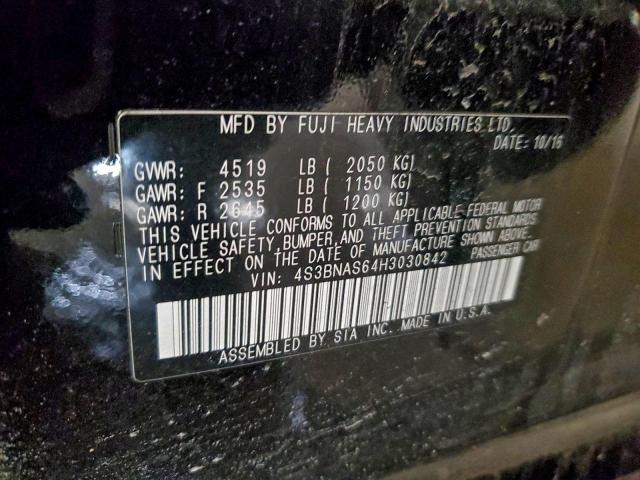 MFD BY FUJI HEAVY INDUSTRIES LTD.
DATE: 10/16
GVWR: 4519 LB ( 2050 KG)
GAWR: F 2535 LB ( 1150 KG)
GAWR: R 2645 LB ( 1200 KG)
THIS VEHICLE CONFORMS TO ALL APPLICABLE FEDERAL MOTOR
VEHICLE SAFETY, BUMPER, AND THEFT PREVENTION STANDARDS
IN EFFECT ON THE DATE OF MANUFACTURE SHOWN ABOVE.
VIN: 4S3BNAS64H3030842 PASSENGER CAR
ASSEMBLED BY SIA INC. MADE IN U.S.A.